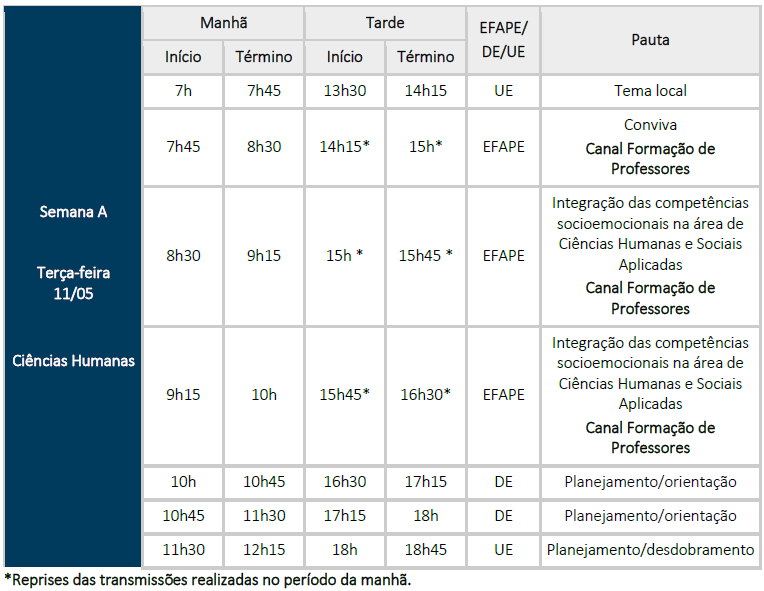 Manhã Tarde EFAPE/ DE/UE Pauta
Início Término Início Término
Semana A
Terça-feira
11/05
Ciências Humanas
7h 7h45 13h30 14h15 UE Tema local
7h45 8h30 14h15* 15h* EFAPE Conviva
Canal Formação de
Professores
8h30 9h15 15h * 15h45 * EFAPE Integração das competências
socioemocionais na área de
Ciências Humanas e Sociais
Aplicadas
Canal Formação de
Professores
9h15 10h 15h45* 16h30* EFAPE Integração das competências
socioemocionais na área de
Ciências Humanas e Sociais
Aplicadas
Canal Formação de
Professores
10h 10h45 16h30 17h15 DE Planejamento/orientação
10h45 11h30 17h15 18h DE Planejamento/orientação
11h30 12h15 18h 18h45 UE Planejamento/desdobramento
*Reprises das transmissões realizadas no período da manhã.